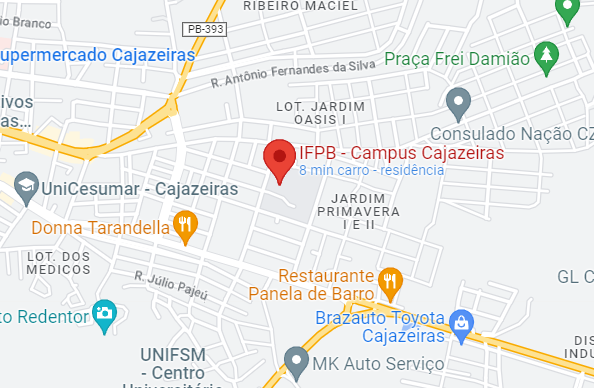 RIBEIRO MACIEL
io Branco
PB-393
upermercado Cajazeiras
R. Antônio Fernandes da Silva
Praça Frei Damião
ivos
as...
LOT. JARDIM
OASIS I
Consulado Nação CZ
IFPB - Campus Cajazeiras
8 min carro - residência
UniCesumar - Cajazeiras
JARDIM
PRIMAVERA
I E II
Donna Tarandella
LOT. DOS
MEDICOS
R. Júlio Pajeú
Restaurante
Panela de Barro
GL C
to Redentor
Brazauto Toyota
Cajazeiras
DIS
INDU
UNIFSM
- Centro
Universitário
MK Auto Serviço